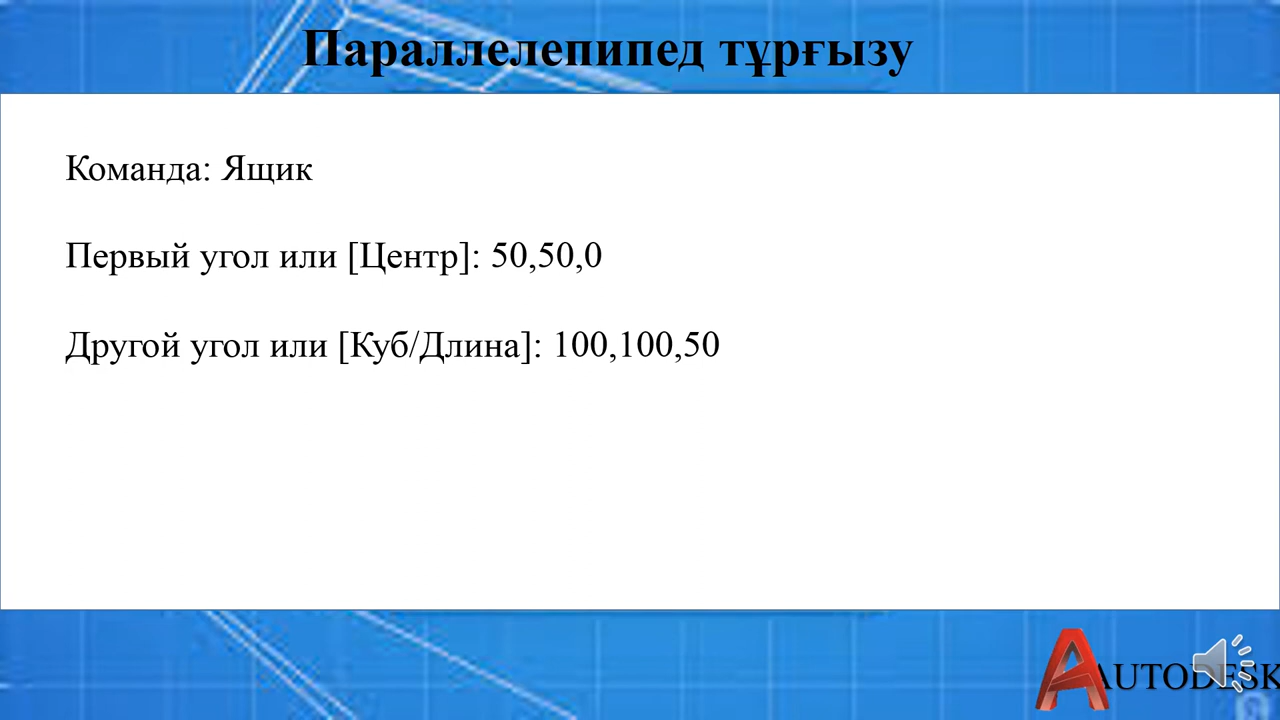 Параллелепипед тұрғызу
Команда: Ящик
Первый угол или [Центр]: 50,50,0
Другой угол или [Куб/Длина]: 100,100,50
AUTODESK